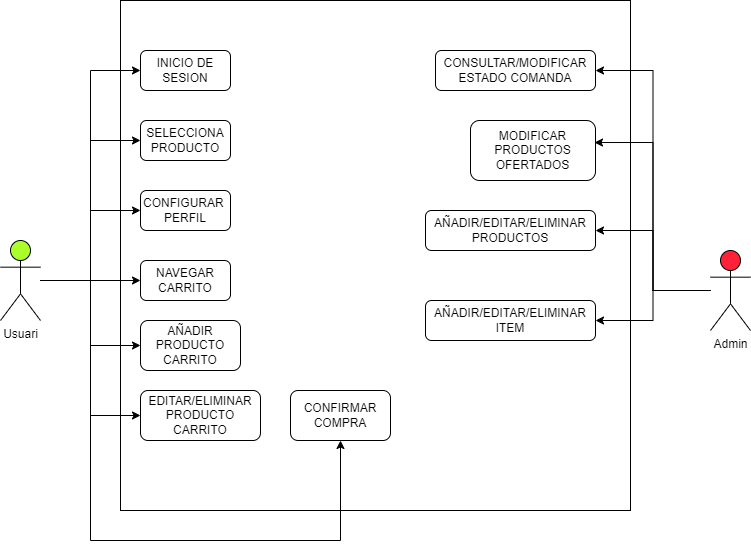 INICIO DE
SESION
SELECCIONA
PRODUCTO
CONFIGURAR
PERFIL
NAVEGAR
CARRITO
AÑADIR
PRODUCTO
CARRITO
EDITAR/ELIMINAR
PRODUCTO
CARRITO
CONFIRMAR
COMPRA
CONSULTAR/MODIFICAR
ESTADO COMANDA
MODIFICAR
PRODUCTOS
OFERTADOS
AÑADIR/EDITAR/ELIMINAR
PRODUCTOS
AÑADIR/EDITAR/ELIMINAR
ITEM
Usuari
Admin